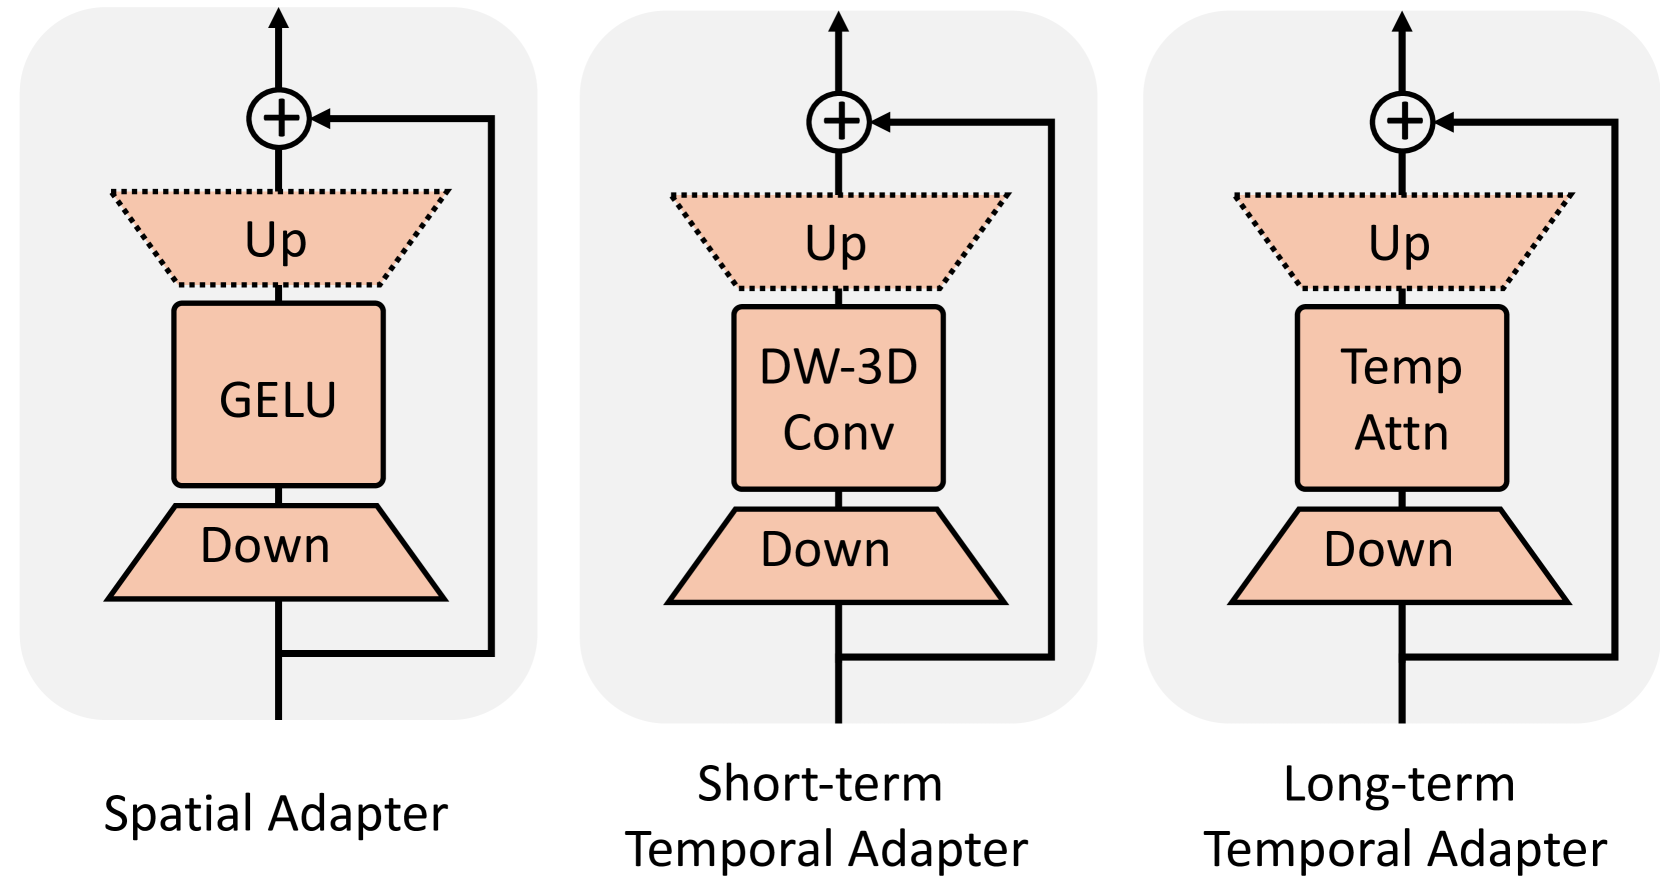 +
Up
GELU
Down
Spatial Adapter
+
Up
DW-3D
Conv
Down
Short-term
Temporal Adapter
+
Up
Temp
Attn
Down
Long-term
Temporal Adapter